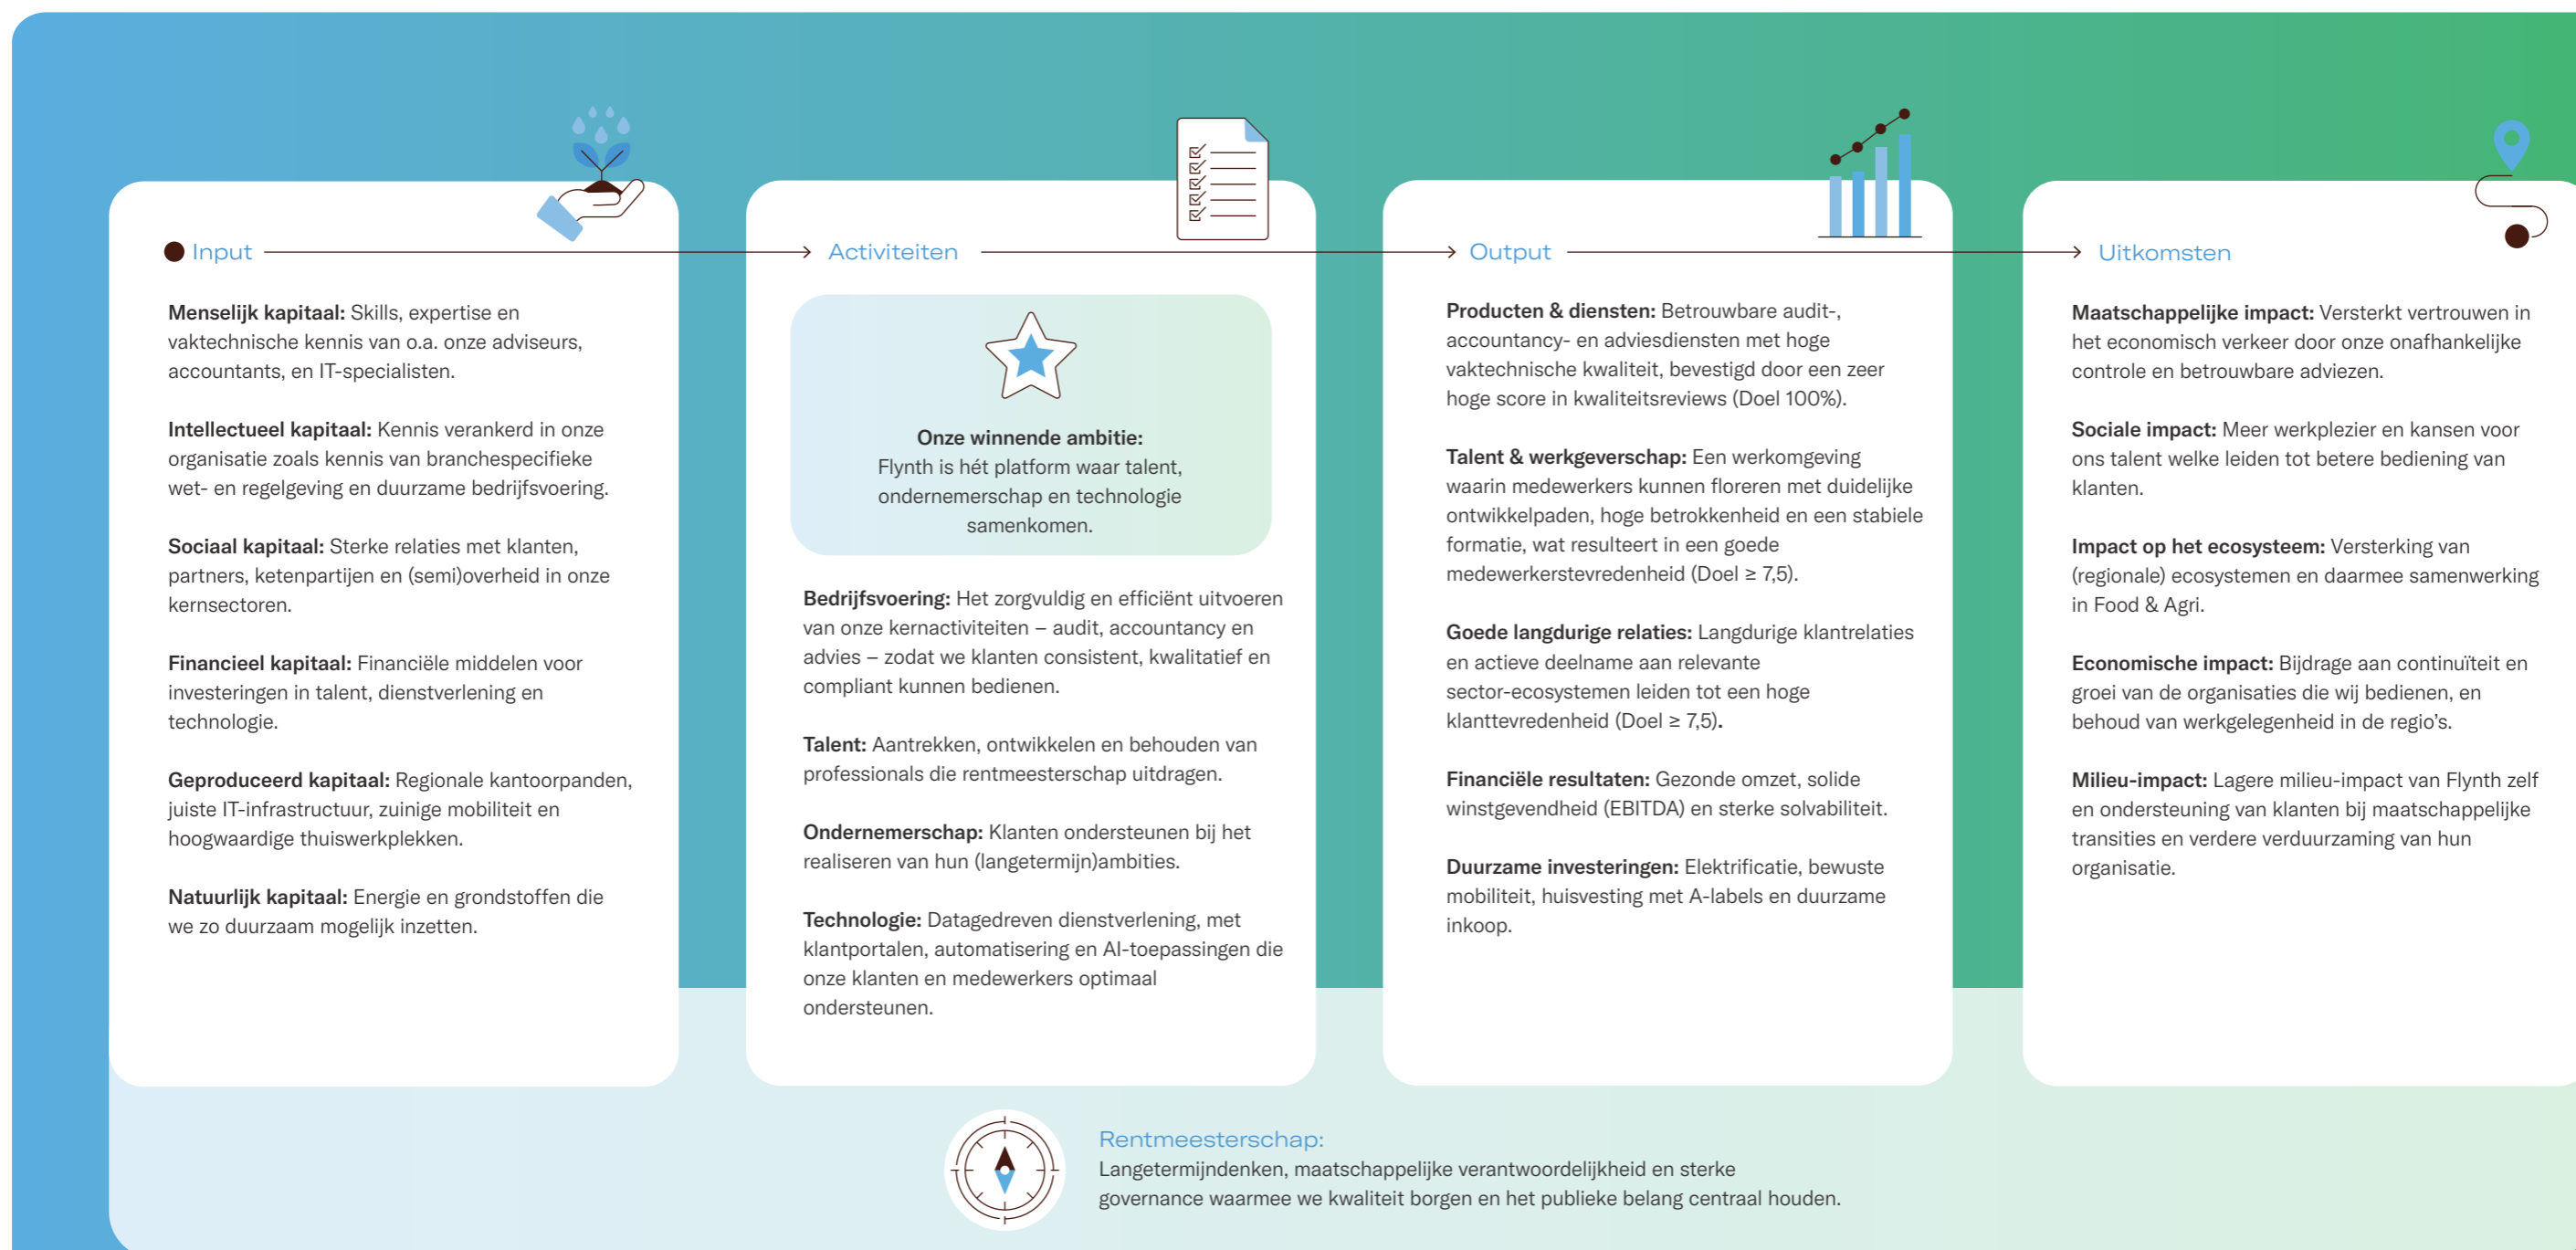 Input
Menselijk kapitaal: Skills, expertise en
vaktechnische kennis van o.a. onze adviseurs,
accountants, en IT-specialisten.
Intellectueel kapitaal: Kennis verankerd in onze
organisatie zoals kennis van branchespecifieke
wet- en regelgeving en duurzame bedrijfsvoering.
Sociaal kapitaal: Sterke relaties met klanten,
partners, ketenpartijen en (semi)overheid in onze
kernsectoren.
Financieel kapitaal: Financiële middelen voor
investeringen in talent, dienstverlening en
technologie.
Geproduceerd kapitaal: Regionale kantoorpanden,
juiste IT-infrastructuur, zuinige mobiliteit en
hoogwaardige thuiswerkplekken.
Natuurlijk kapitaal: Energie en grondstoffen die
we zo duurzaam mogelijk inzetten.
Activiteiten
Onze winnende ambitie:
Flynth is hét platform waar talent,
ondernemerschap en technologie
samenkomen.
Bedrijfsvoering: Het zorgvuldig en efficiënt uitvoeren
van onze kernactiviteiten – audit, accountancy en
advies – zodat we klanten consistent, kwalitatief en
compliant kunnen bedienen.
Talent: Aantrekken, ontwikkelen en behouden van
professionals die rentmeesterschap uitdragen.
Ondernemerschap: Klanten ondersteunen bij het
realiseren van hun (langetermijn)ambities.
Technologie: Datagedreven dienstverlening, met
klantportalen, automatisering en AI-toepassingen die
onze klanten en medewerkers optimaal
ondersteunen.
Output
Producten & diensten: Betrouwbare audit-,
accountancy- en adviesdiensten met hoge
vaktechnische kwaliteit, bevestigd door een zeer
hoge score in kwaliteitsreviews (Doel 100%).
Talent & werkgeverschap: Een werkomgeving
waarin medewerkers kunnen floreren met duidelijke
ontwikkelpaden, hoge betrokkenheid en een stabiele
formatie, wat resulteert in een goede
medewerkerstevredenheid (Doel ≥ 7,5).
Goede langdurige relaties: Langdurige klantrelaties
en actieve deelname aan relevante
sector-ecosystemen leiden tot een hoge
klanttevredenheid (Doel ≥ 7,5).
Financiële resultaten: Gezonde omzet, solide
winstgevendheid (EBITDA) en sterke solvabiliteit.
Duurzame investeringen: Elektrificatie, bewuste
mobiliteit, huisvesting met A-labels en duurzame
inkoop.
Uitkomsten
Maatschappelijke impact: Versterkt vertrouwen in
het economisch verkeer door onze onafhankelijke
controle en betrouwbare adviezen.
Sociale impact: Meer werkplezier en kansen voor
ons talent welke leiden tot betere bediening van
klanten.
Impact op het ecosysteem: Versterking van
(regionale) ecosystemen en daarmee samenwerking
in Food & Agri.
Economische impact: Bijdrage aan continuïteit en
groei van de organisaties die wij bedienen, en
behoud van werkgelegenheid in de regio's.
Milieu-impact: Lagere milieu-impact van Flynth zelf
en ondersteuning van klanten bij maatschappelijke
transities en verdere verduurzaming van hun
organisatie.
Rentmeesterschap:
Langetermijndenken, maatschappelijke verantwoordelijkheid en sterke
governance waarmee we kwaliteit borgen en het publieke belang centraal houden.